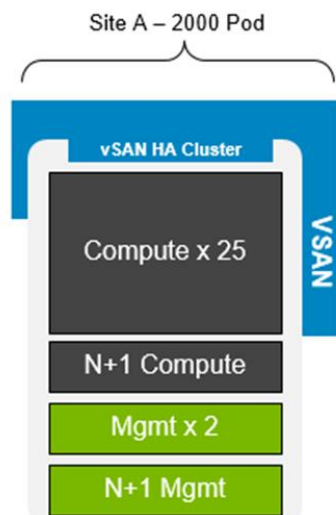 Site A – 2000 Pod
vSAN HA Cluster
Compute x 25
VSAN
N+1 Compute
Mgmt x 2
N+1 Mgmt